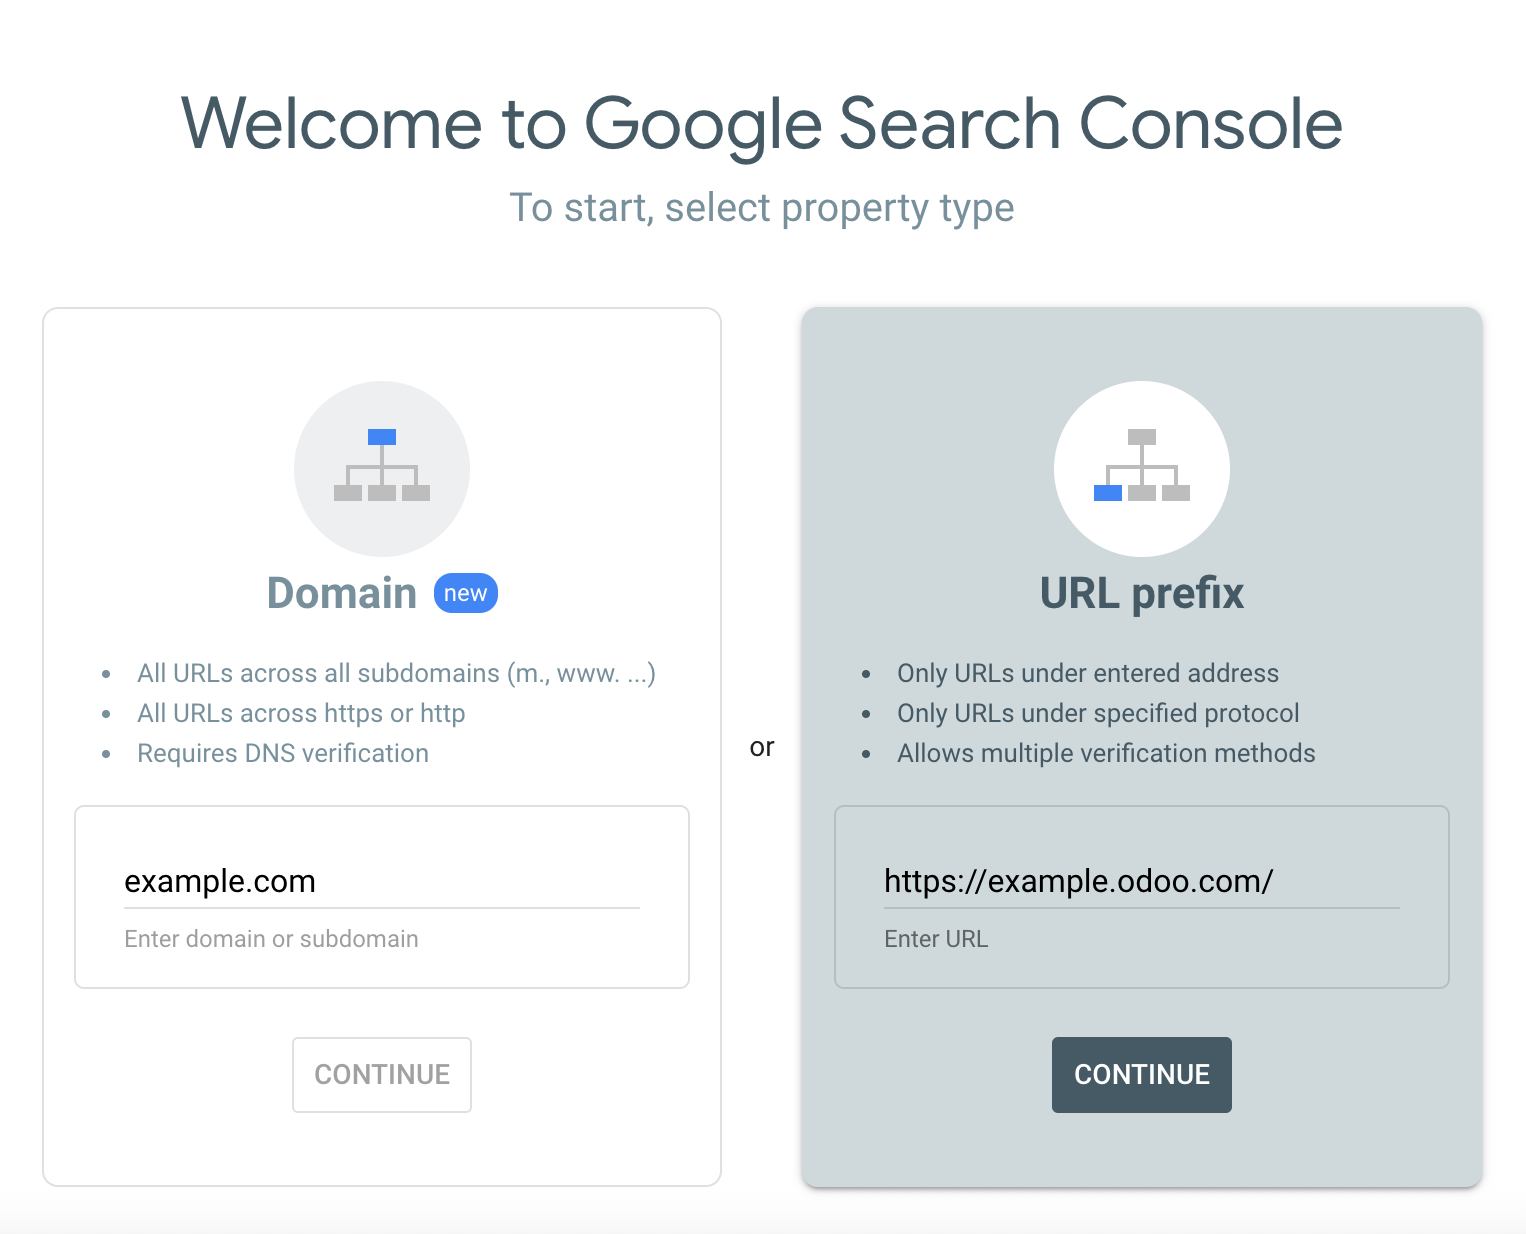 Welcome to Google Search Console
To start, select property type
Domain new
• All URLs across all subdomains (m., www. ...)
• All URLs across https or http
• Requires DNS verification
example.com
Enter domain or subdomain
CONTINUE
or
URL prefix
• Only URLs under entered address
• Only URLs under specified protocol
• Allows multiple verification methods
https://example.odoo.com/
Enter URL
CONTINUE